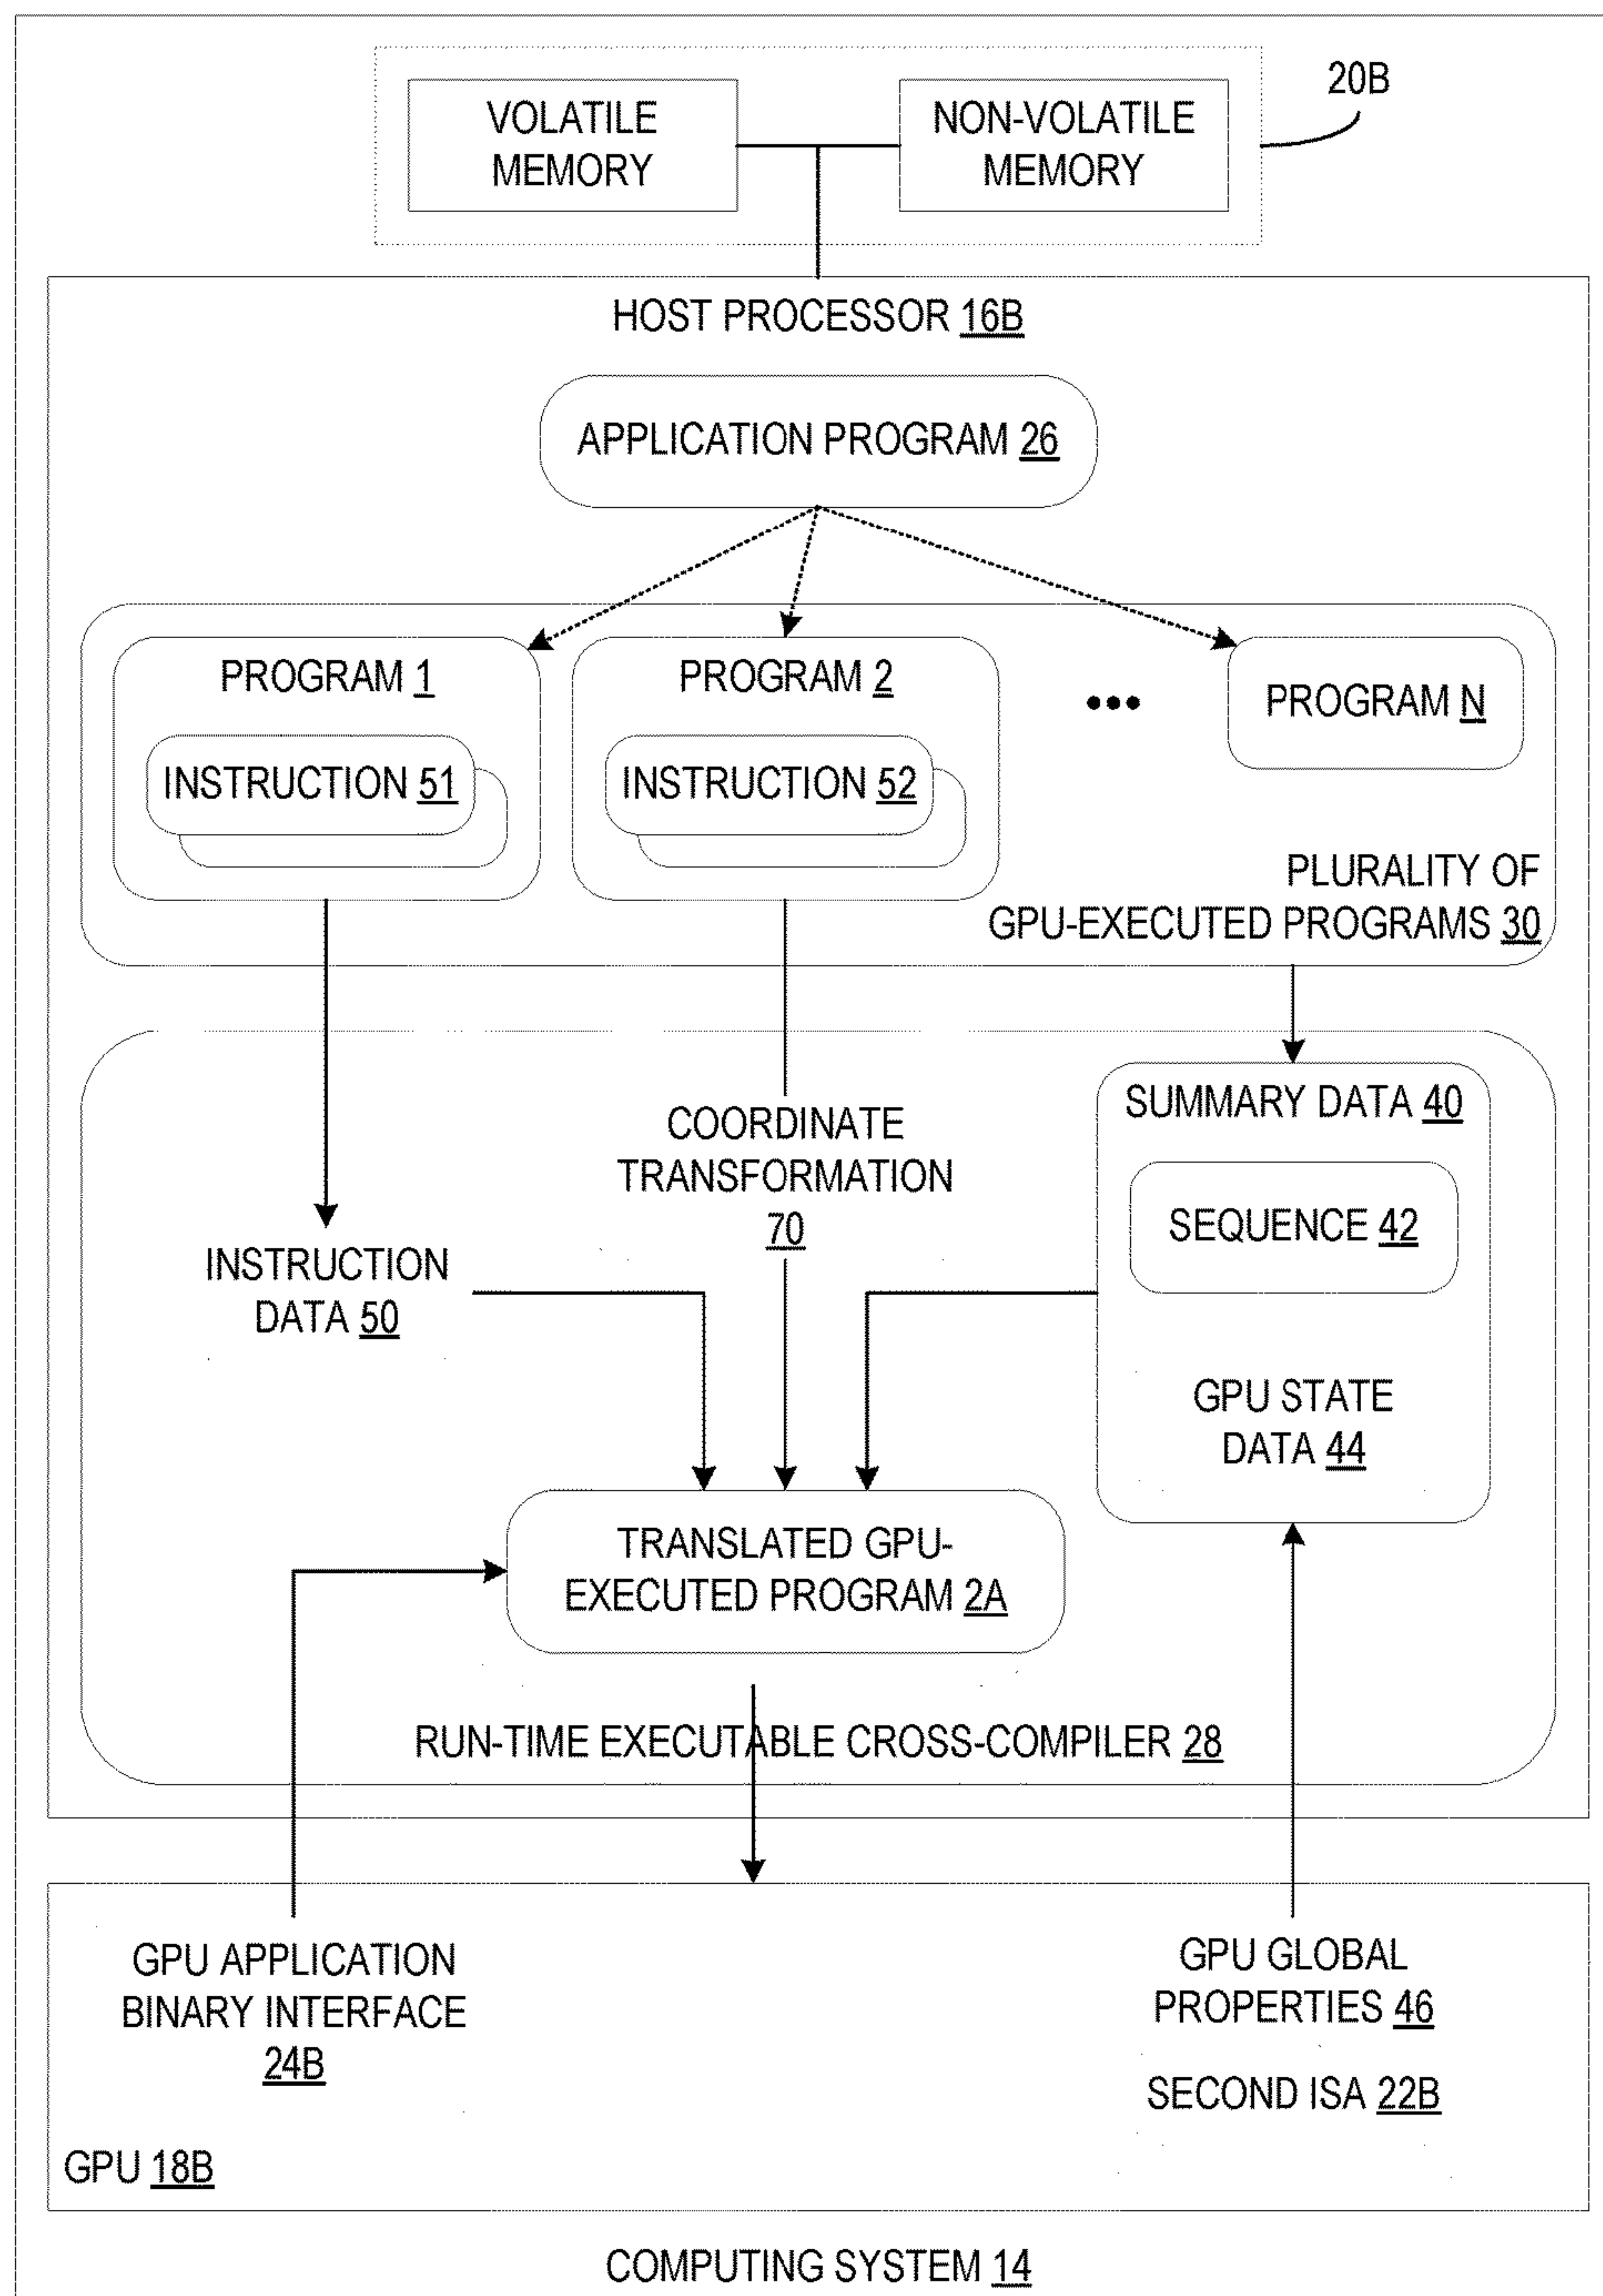 VOLATILE
MEMORY
NON-VOLATILE
MEMORY
20B
HOST PROCESSOR 16B
APPLICATION PROGRAM 26
PROGRAM 1
INSTRUCTION 51
PROGRAM 2
INSTRUCTION 52
•••
PROGRAM N
PLURALITY OF
GPU-EXECUTED PROGRAMS 30
SUMMARY DATA 40
SEQUENCE 42
GPU STATE
DATA 44
COORDINATE
TRANSFORMATION
70
INSTRUCTION
DATA 50
TRANSLATED GPU-
EXECUTED PROGRAM 2A
RUN-TIME EXECUTABLE CROSS-COMPILER 28
GPU APPLICATION
BINARY INTERFACE
24B
GPU GLOBAL
PROPERTIES 46
SECOND ISA 22B
GPU 18B
COMPUTING SYSTEM 14